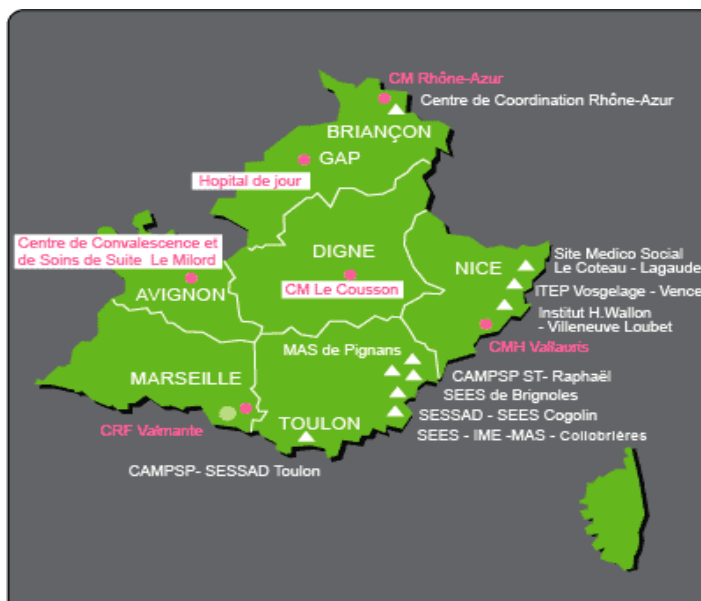 CM Rhône-Azur
Centre de Coordination Rhône-Azur
BRIANÇON
GAP
Hopital de jour
Centre de Convalescence et
de Soins de Suite Le Milord
AVIGNON
DIGNE
CM Le Cousson
NICE
Site Medico Social
Le Coteau - Lagaude
ITEP Vosgelage - Vence
Institut H.Wallon
- Villeneuve Loubet
CMH Vallauris
MAS de Pignans
CAMPSP ST- Raphaël
SEES de Brignoles
SESSAD - SEES Cogolin
SEES - IME -MAS - Collobrières
MARSEILLE
CRF Valmante
TOULON
CAMPSP- SESSAD Toulon